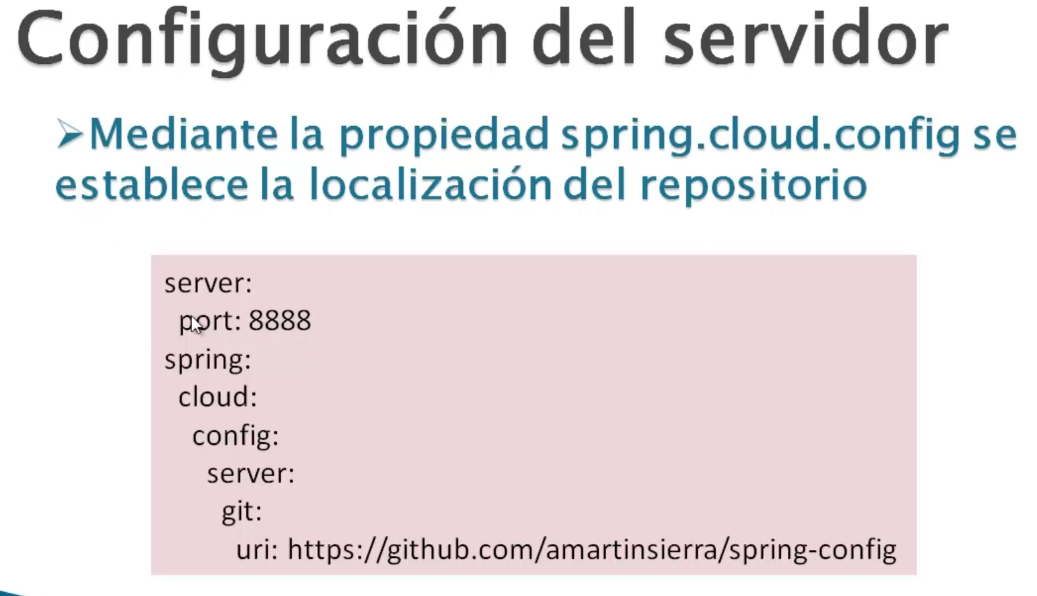 Configuración del servidor
➢Mediante la propiedad spring.cloud.config se
establece la localización del repositorio
server:
port: 8888
spring:
cloud:
config:
server:
git:
uri: https://github.com/amartinsierra/spring-config